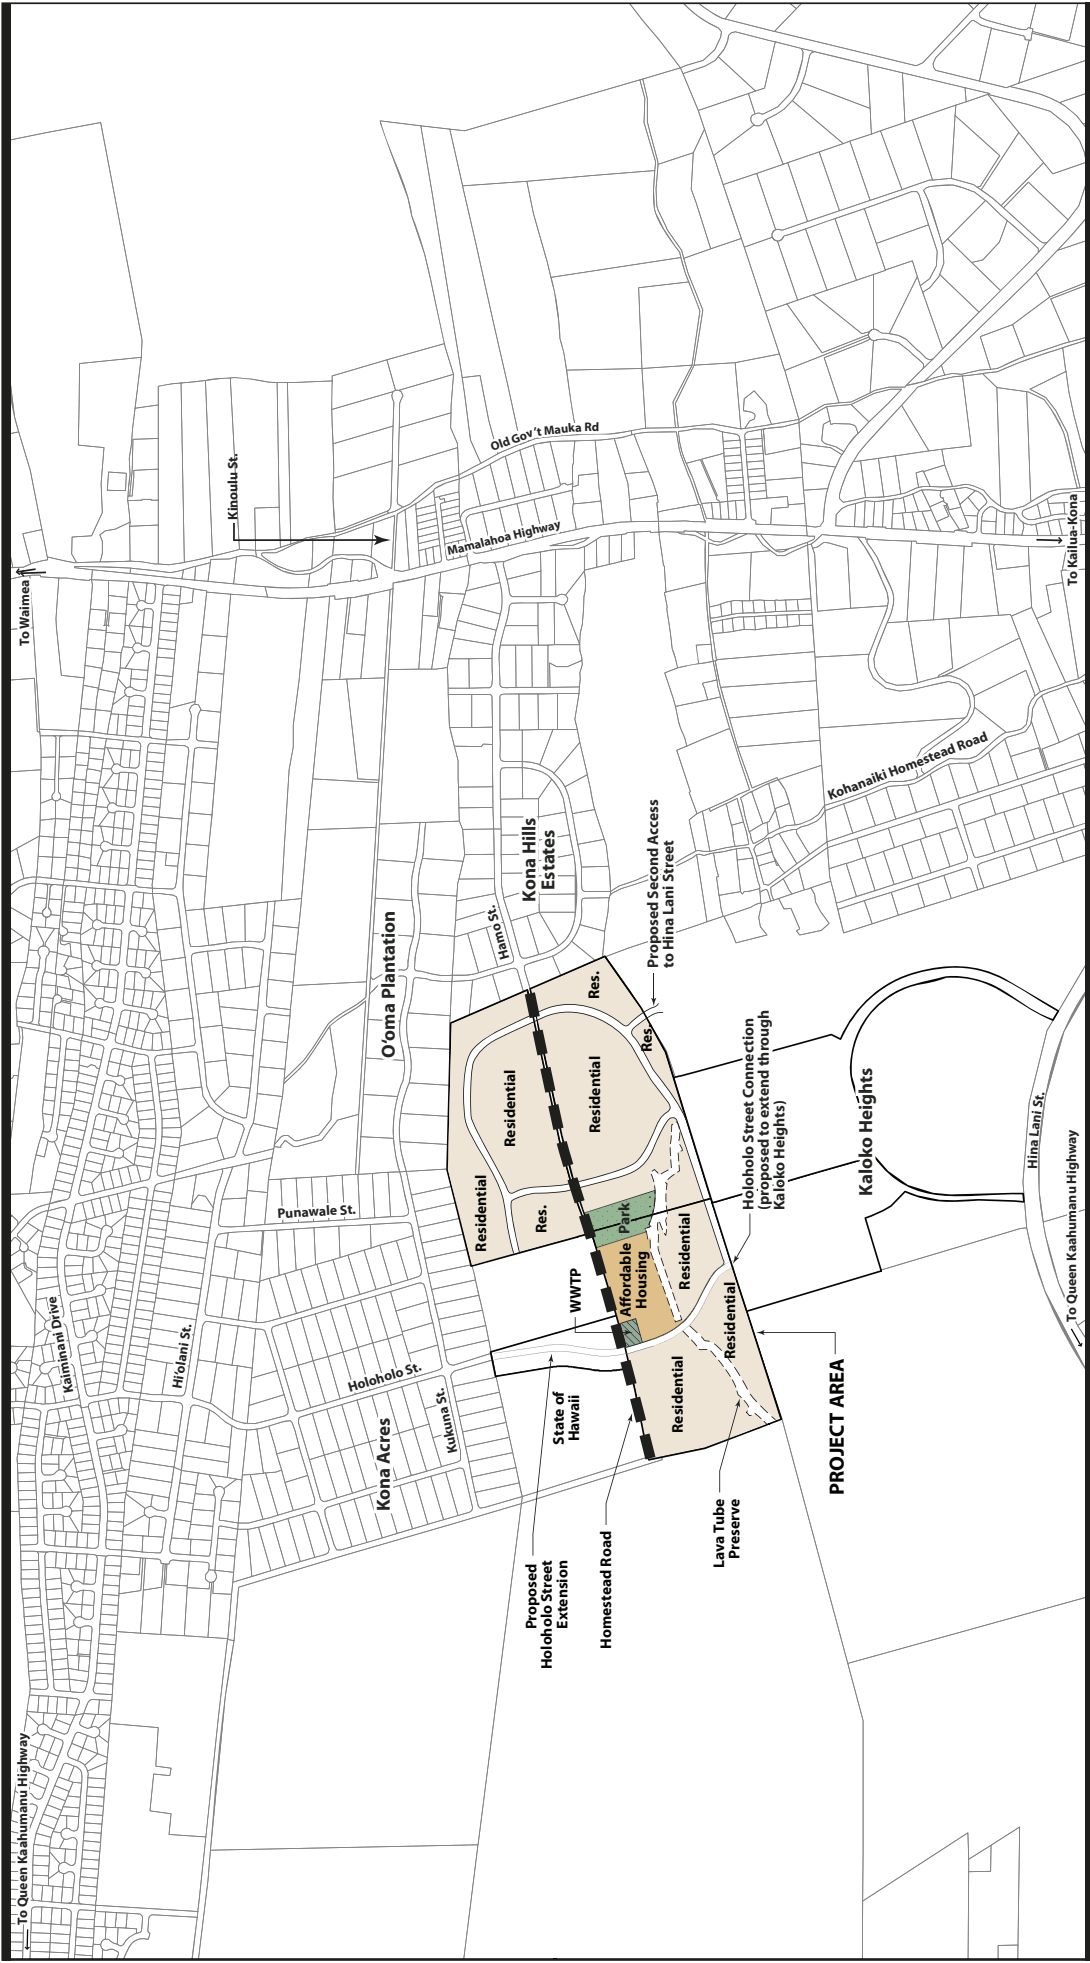 To Queen Kaahumanu Highway
Kaiminani Drive
To Waimea
Hi'olani St.
Punawale St.
Kinoulu St.
Kona Acres
Holoholo St.
Kukuna St.
O'oma Plantation
Hamo St.
Mamalahoa Highway
Old Gov't Mauka Rd
Kona Hills
Estates
Proposed
Holoholo Street
Extension
State of
Hawaii
WWTP
Homestead Road
Residential
Res.
Residential
Residential
Res.
Res.
Park
Affordable
Housing
Residential
Residential
Residential
Proposed Second Access
to Hina Lani Street
Lava Tube
Preserve
Holoholo Street Connection
(proposed to extend through
Kaloko Heights)
PROJECT AREA
Kaloko Heights
Kohanaiki Homestead Road
Hina Lani St.
To Queen Kaahumanu Highway
To Kailua-Kona